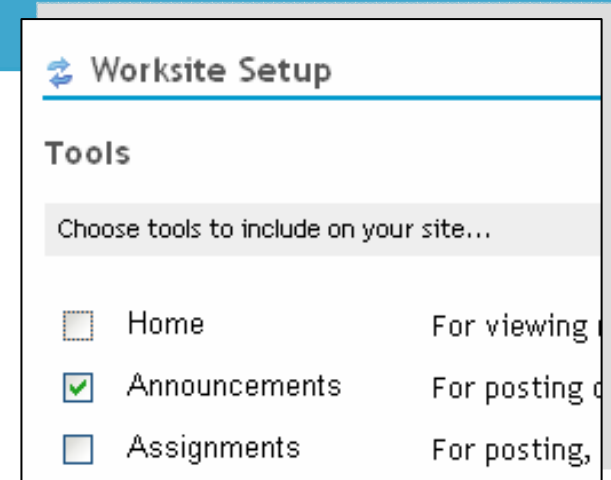 Worksite Setup
Tools
Choose tools to include on your site...
Home For viewing
Announcements For posting
Assignments For posting,